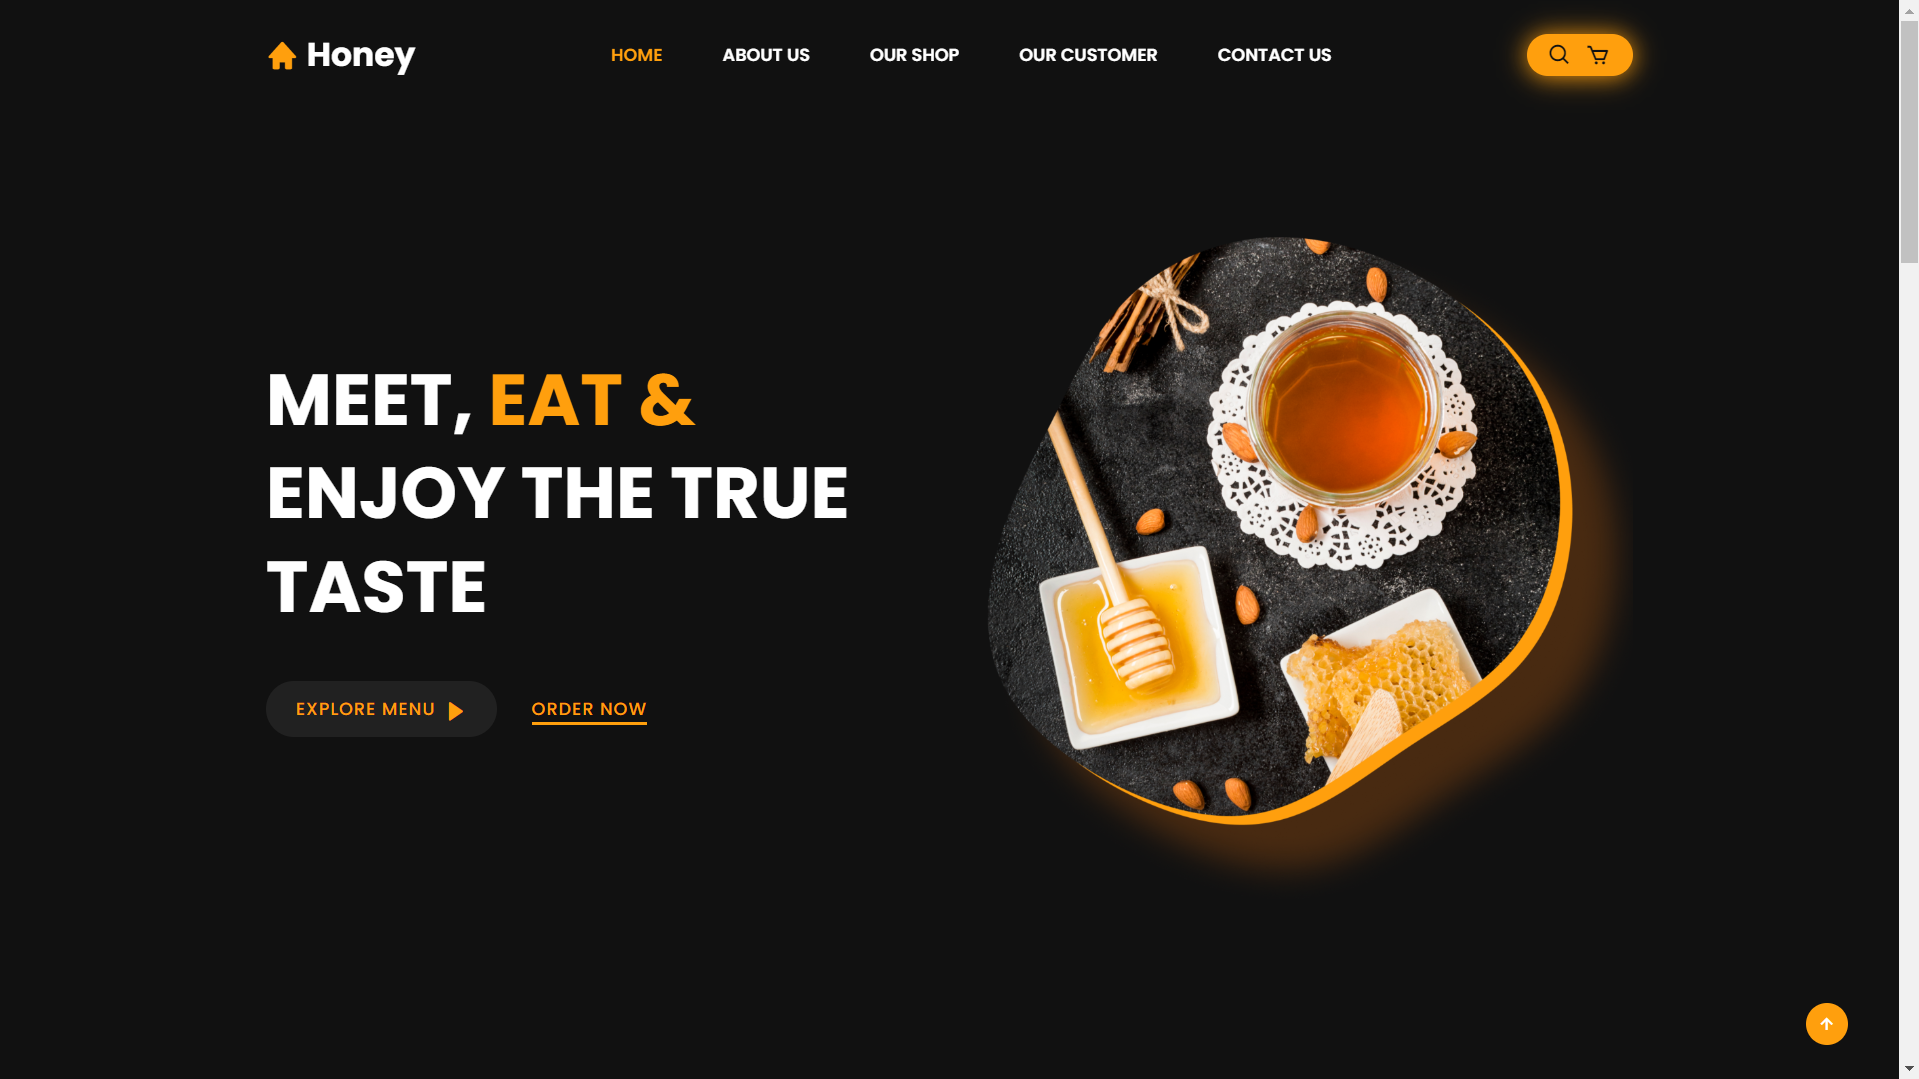 Honey
HOME
ABOUT US
OUR SHOP
OUR CUSTOMER
CONTACT US
MEET, EAT &
ENJOY THE TRUE
TASTE
EXPLORE MENU
ORDER NOW